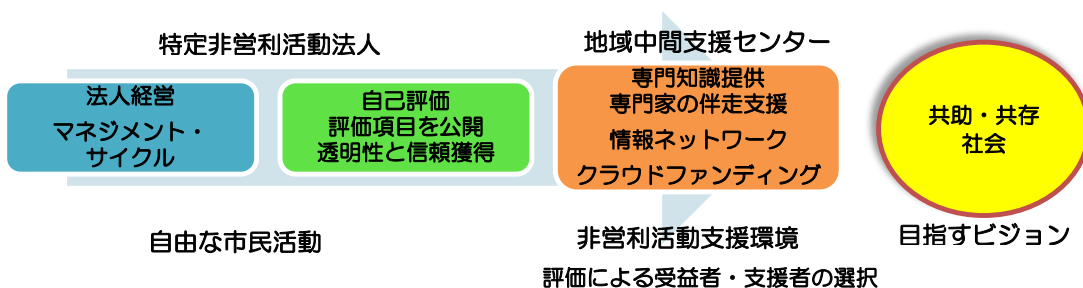 特定非営利活動法人
地域中間支援センター
法人経営
マネジメント・
サイクル
自己評価
評価項目を公開
透明性と信頼獲得
専門知識提供
専門家の伴走支援
情報ネットワーク
クラウドファンディング
共助・共存
社会
自由な市民活動
非営利活動支援環境
評価による受益者・支援者の選択
目指すビジョン